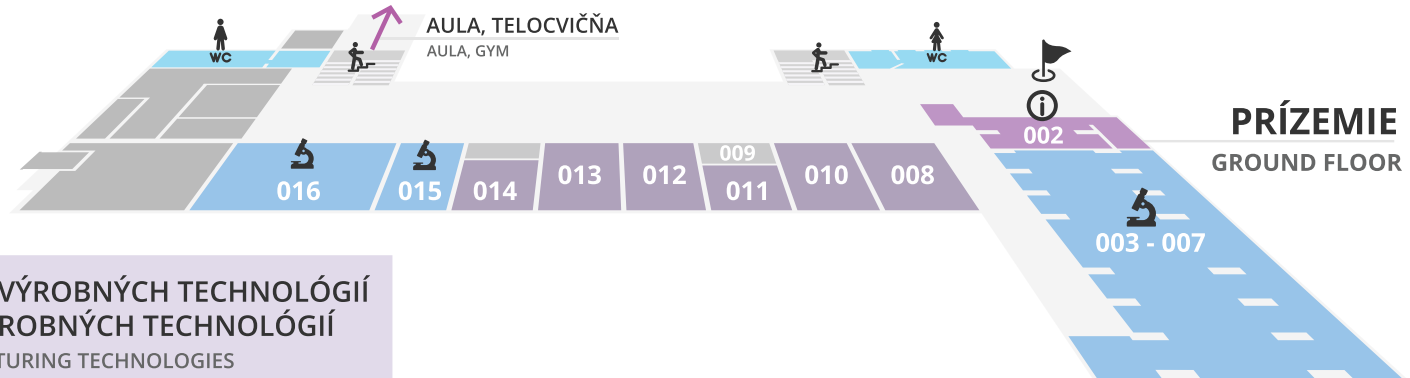 AULA, TELOCVIČŇA
AULA, GYM
WC
WC
PRÍZEMIE
GROUND FLOOR
002
009
016
015
014
013
012
011
010
008
003 - 007
VÝROBNÝCH TECHNOLÓGIÍ
ROBNÝCH TECHNOLÓGIÍ
TURING TECHNOLOGIES